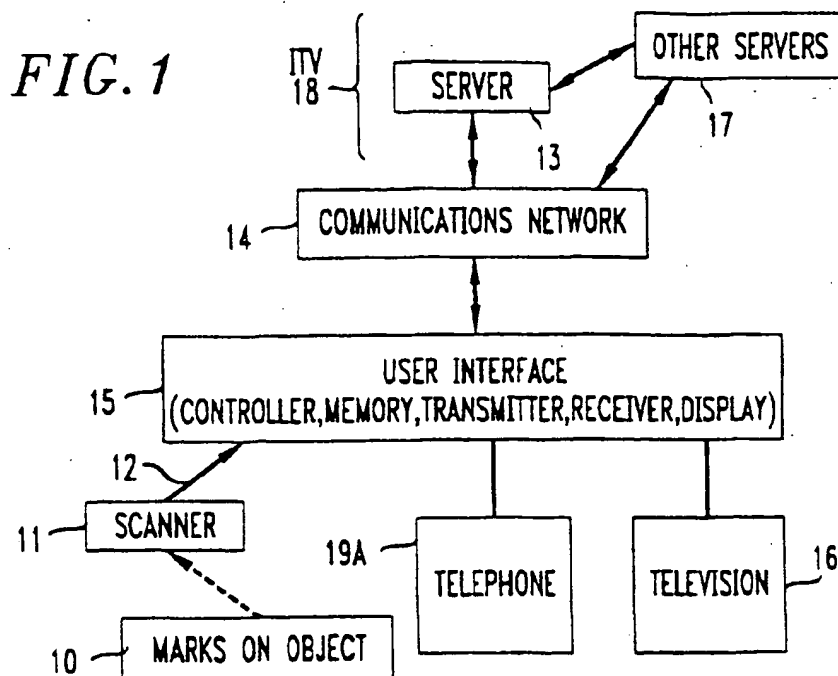 FIG. 1
ITV
18
SERVER
13
OTHER SERVERS
17
14
COMMUNICATIONS NETWORK
15
USER INTERFACE
(CONTROLLER,MEMORY,TRANSMITTER,RECEIVER,DISPLAY)
12
11
SCANNER
19A
TELEPHONE
TELEVISION
16
10
MARKS ON OBJECT